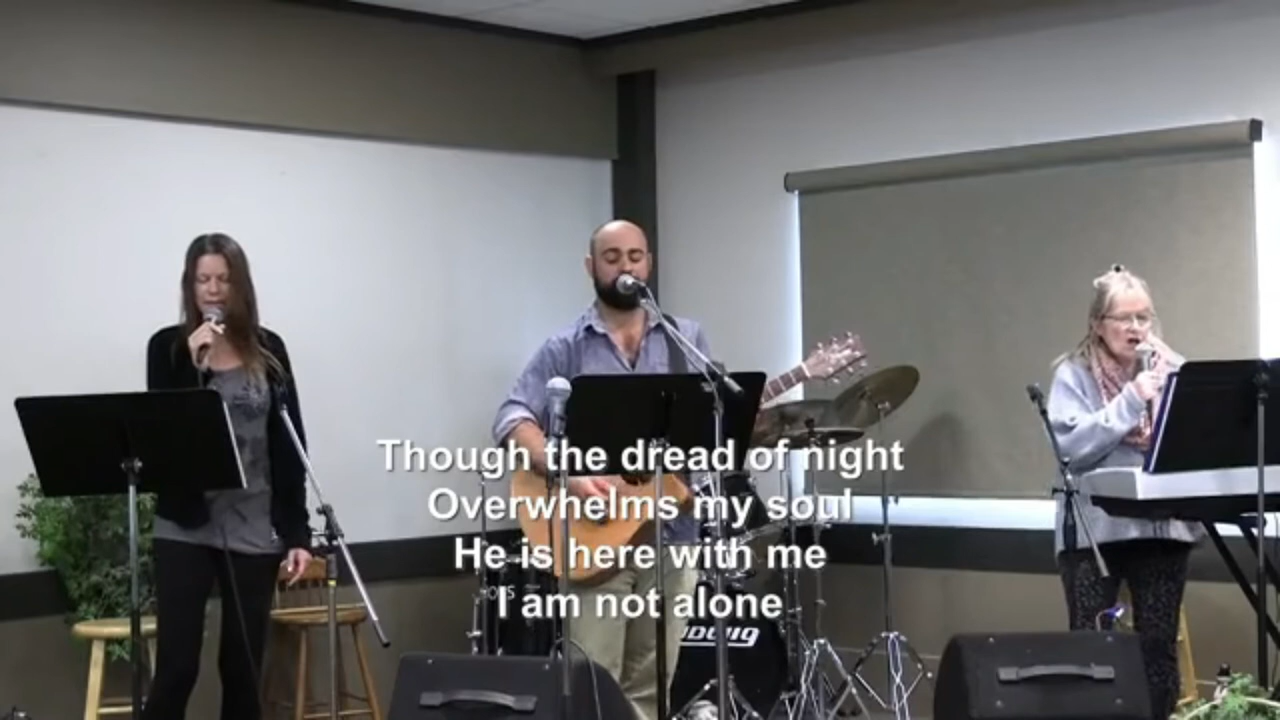 Though the dread of night
Overwhelms my soul
He is here with me
I am not alone